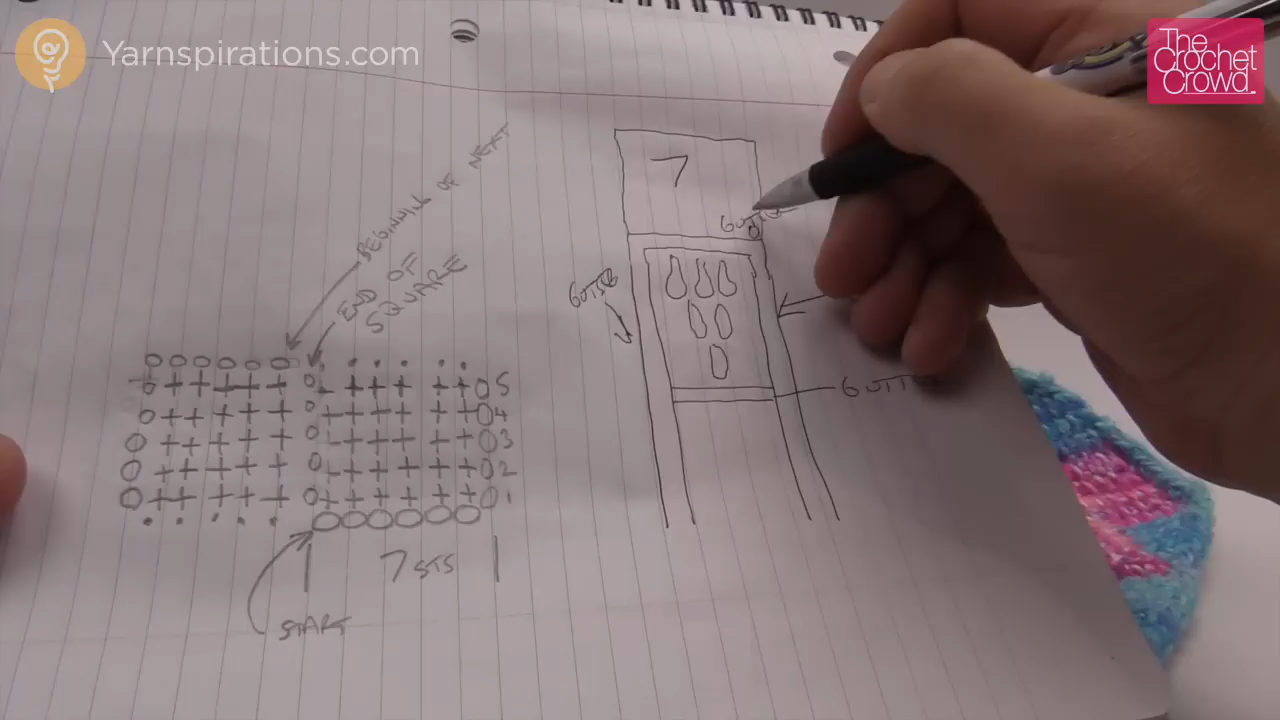 Yarnspirations.com
The
Crochet
Crowd
BEGINNING OF NEXT
END OF
SQUARE
7
GUTTER
GUTTER
GUTTER
5
4
3
2
1
7 STS
START